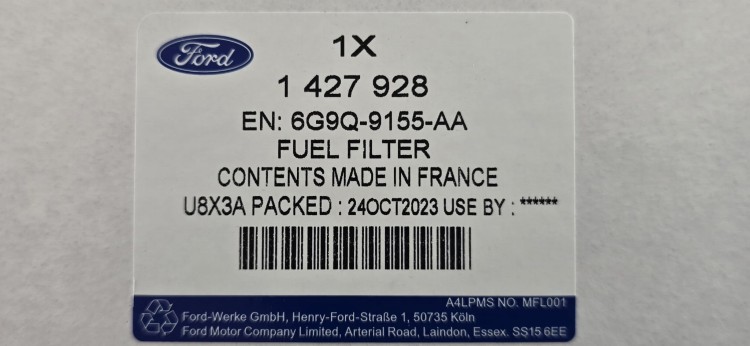 Ford
1X
1 427 928
EN: 6G9Q-9155-AA
FUEL FILTER
CONTENTS MADE IN FRANCE
U8X3A PACKED : 24OCT2023 USE BY : ******
A4LPMS NO. MFL001
Ford-Werke GmbH, Henry-Ford-Straße 1, 50735 Köln
Ford Motor Company Limited, Arterial Road, Laindon, Essex. SS15 6EE